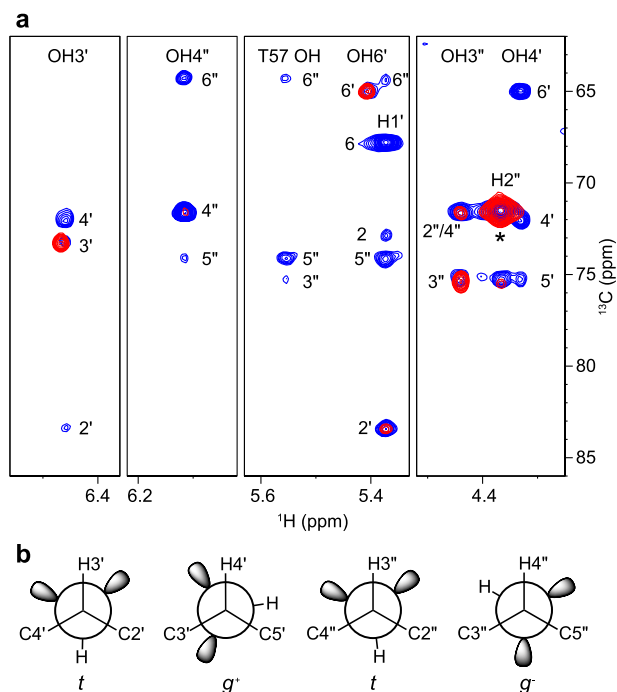 a
OH3' OH4" T57 OH OH6' OH3" OH4'
6" 6" 6' 6" 6' 65
H1'
6
H2"
70
4' 4" 2 2"/4" * 4'
3' 5" 5" 5" 3" 5' 75
3"
80
2' 2' 85
13C (ppm)
6.4 6.2 5.6 5.4 4.4
1H (ppm)
b
H3' H4' H3" H4"
H H
C4' C2' C3' C5' C4" C2" C3" C5"
H H
t g+ t g-